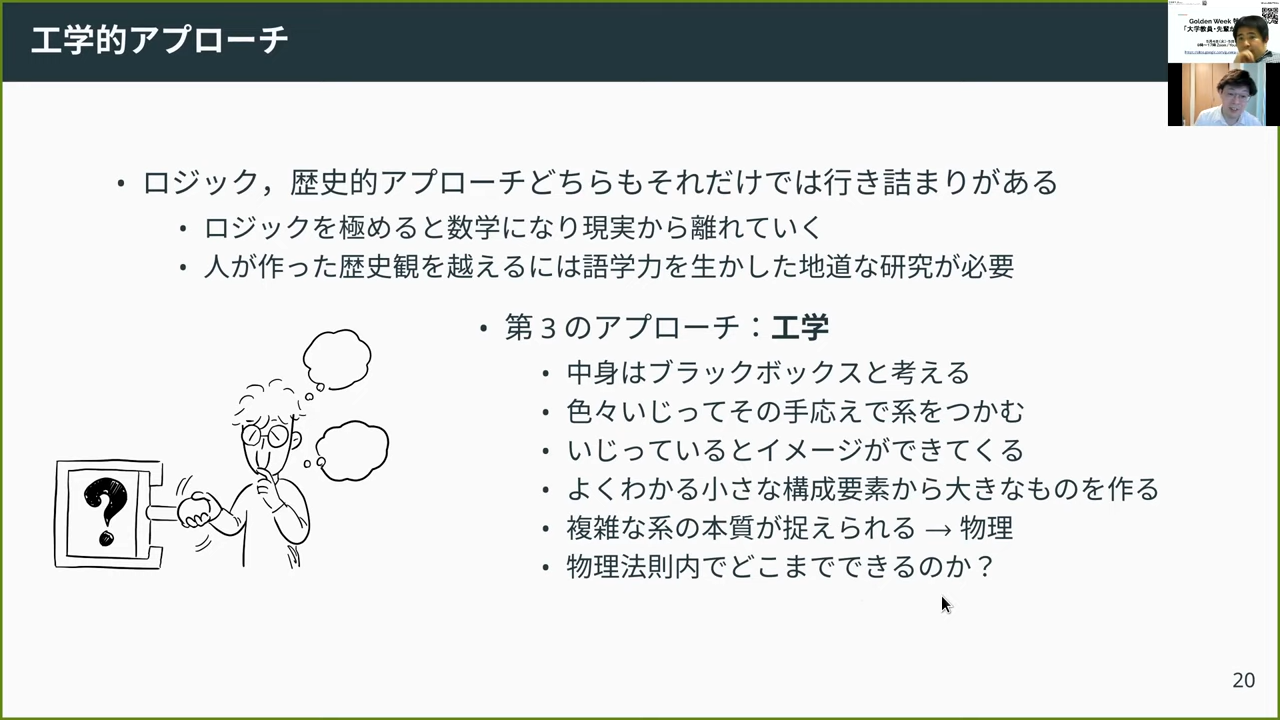 工学的アプローチ
Golden Week
「大学教員・先輩
• ロジック，歴史的アプローチどちらもそれだけでは行き詰まりがある
• ロジックを極めると数学になり現実から離れていく
• 人が作った歴史観を越えるには語学力を生かした地道な研究が必要
• 第３のアプローチ：工学
• 中身はブラックボックスと考える
• 色々いじってその手応えで系をつかむ
• いじっているとイメージができてくる
• よくわかる小さな構成要素から大きなものを作る
• 複雑な系の本質が捉えられる → 物理
• 物理法則内でどこまでできるのか？
?
20